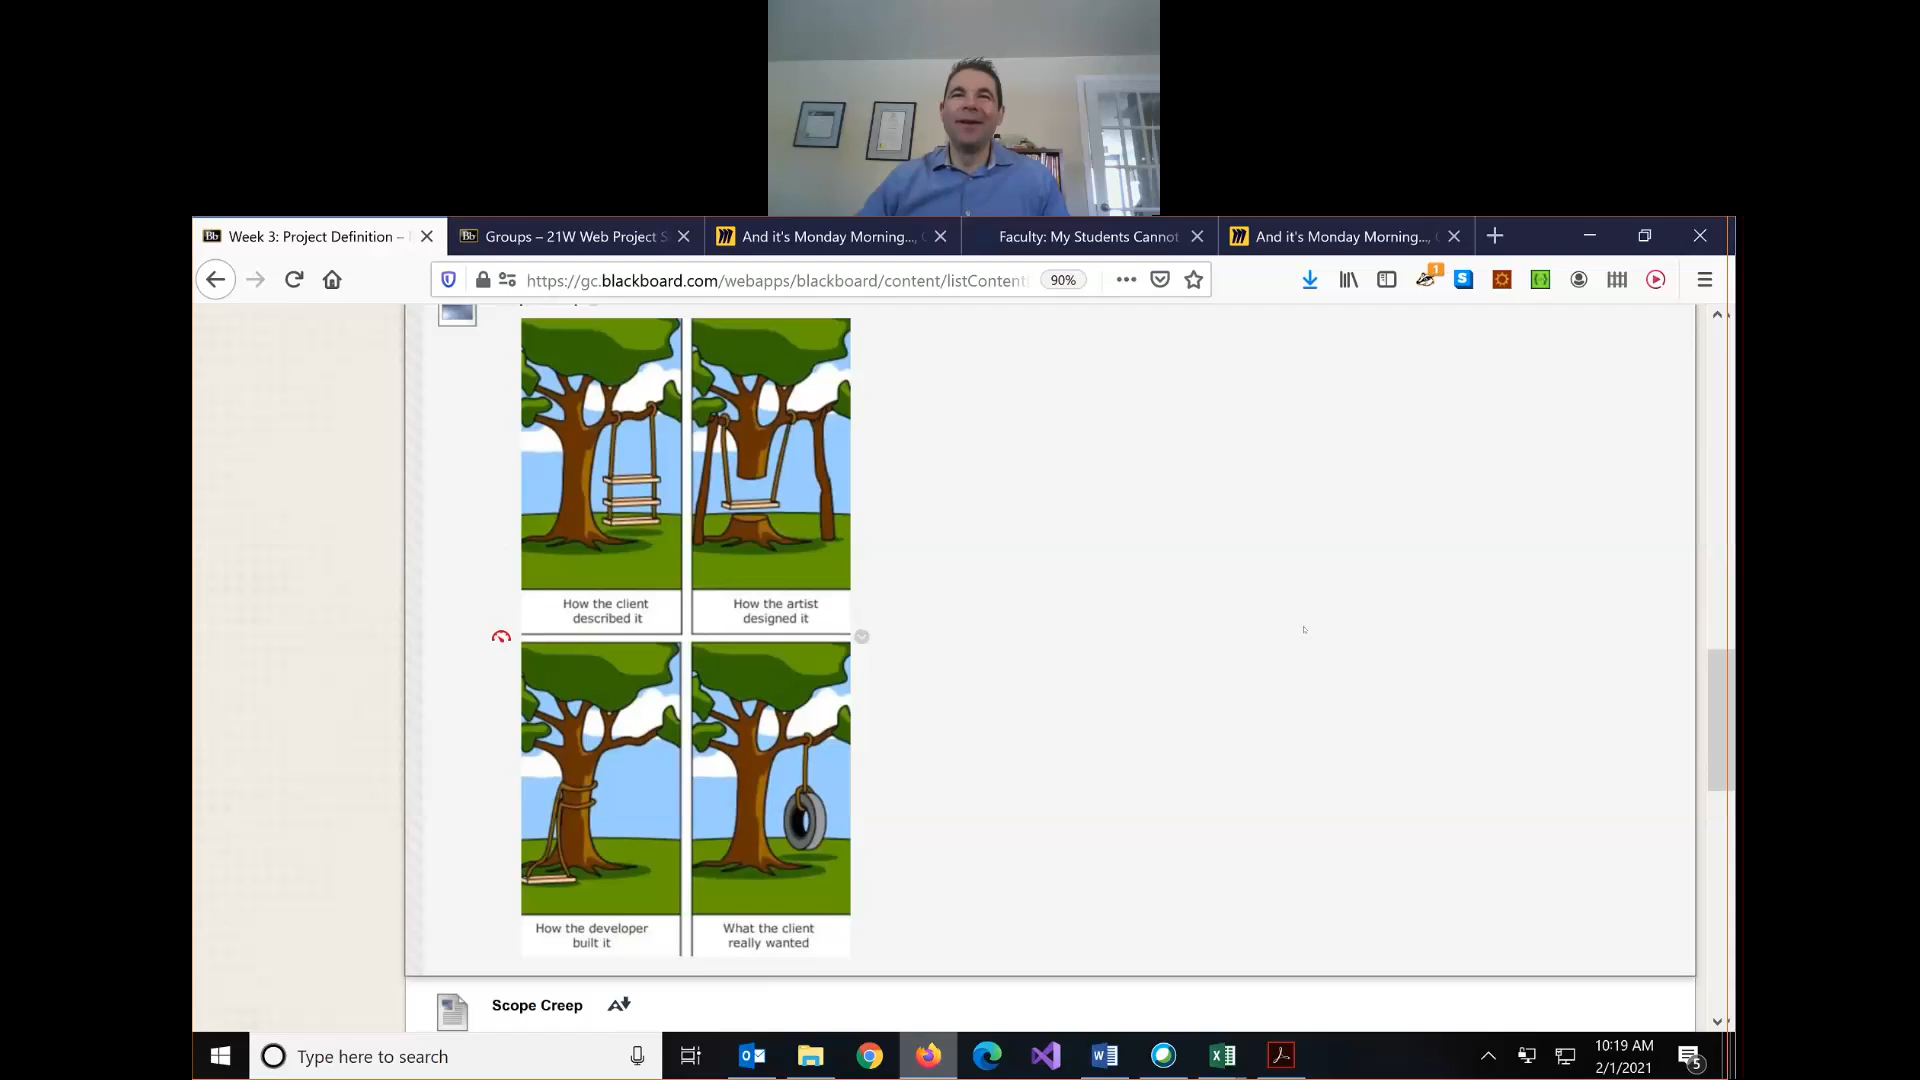 Week 3: Project Definition –
Groups – 21W Web Project S
And it's Monday Morning...,
Faculty: My Students Cannot
And it's Monday Morning...,
https://gc.blackboard.com/webapps/blackboard/content/listContent
90%
1
How the client
described it
How the artist
designed it
How the developer
built it
What the client
really wanted
Scope Creep
Type here to search
10:19 AM
2/1/2021
5